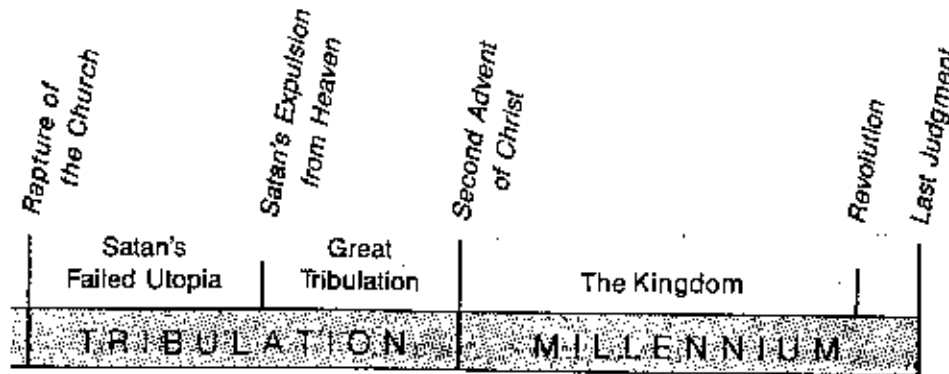 Rapture of
the Church
Satan's Expulsion
from Heaven
Second Advent
of Christ
Revolution
Last Judgment
Satan's
Failed Utopia
Great
Tribulation
The Kingdom
TRIBULATION
MILLENNIUM